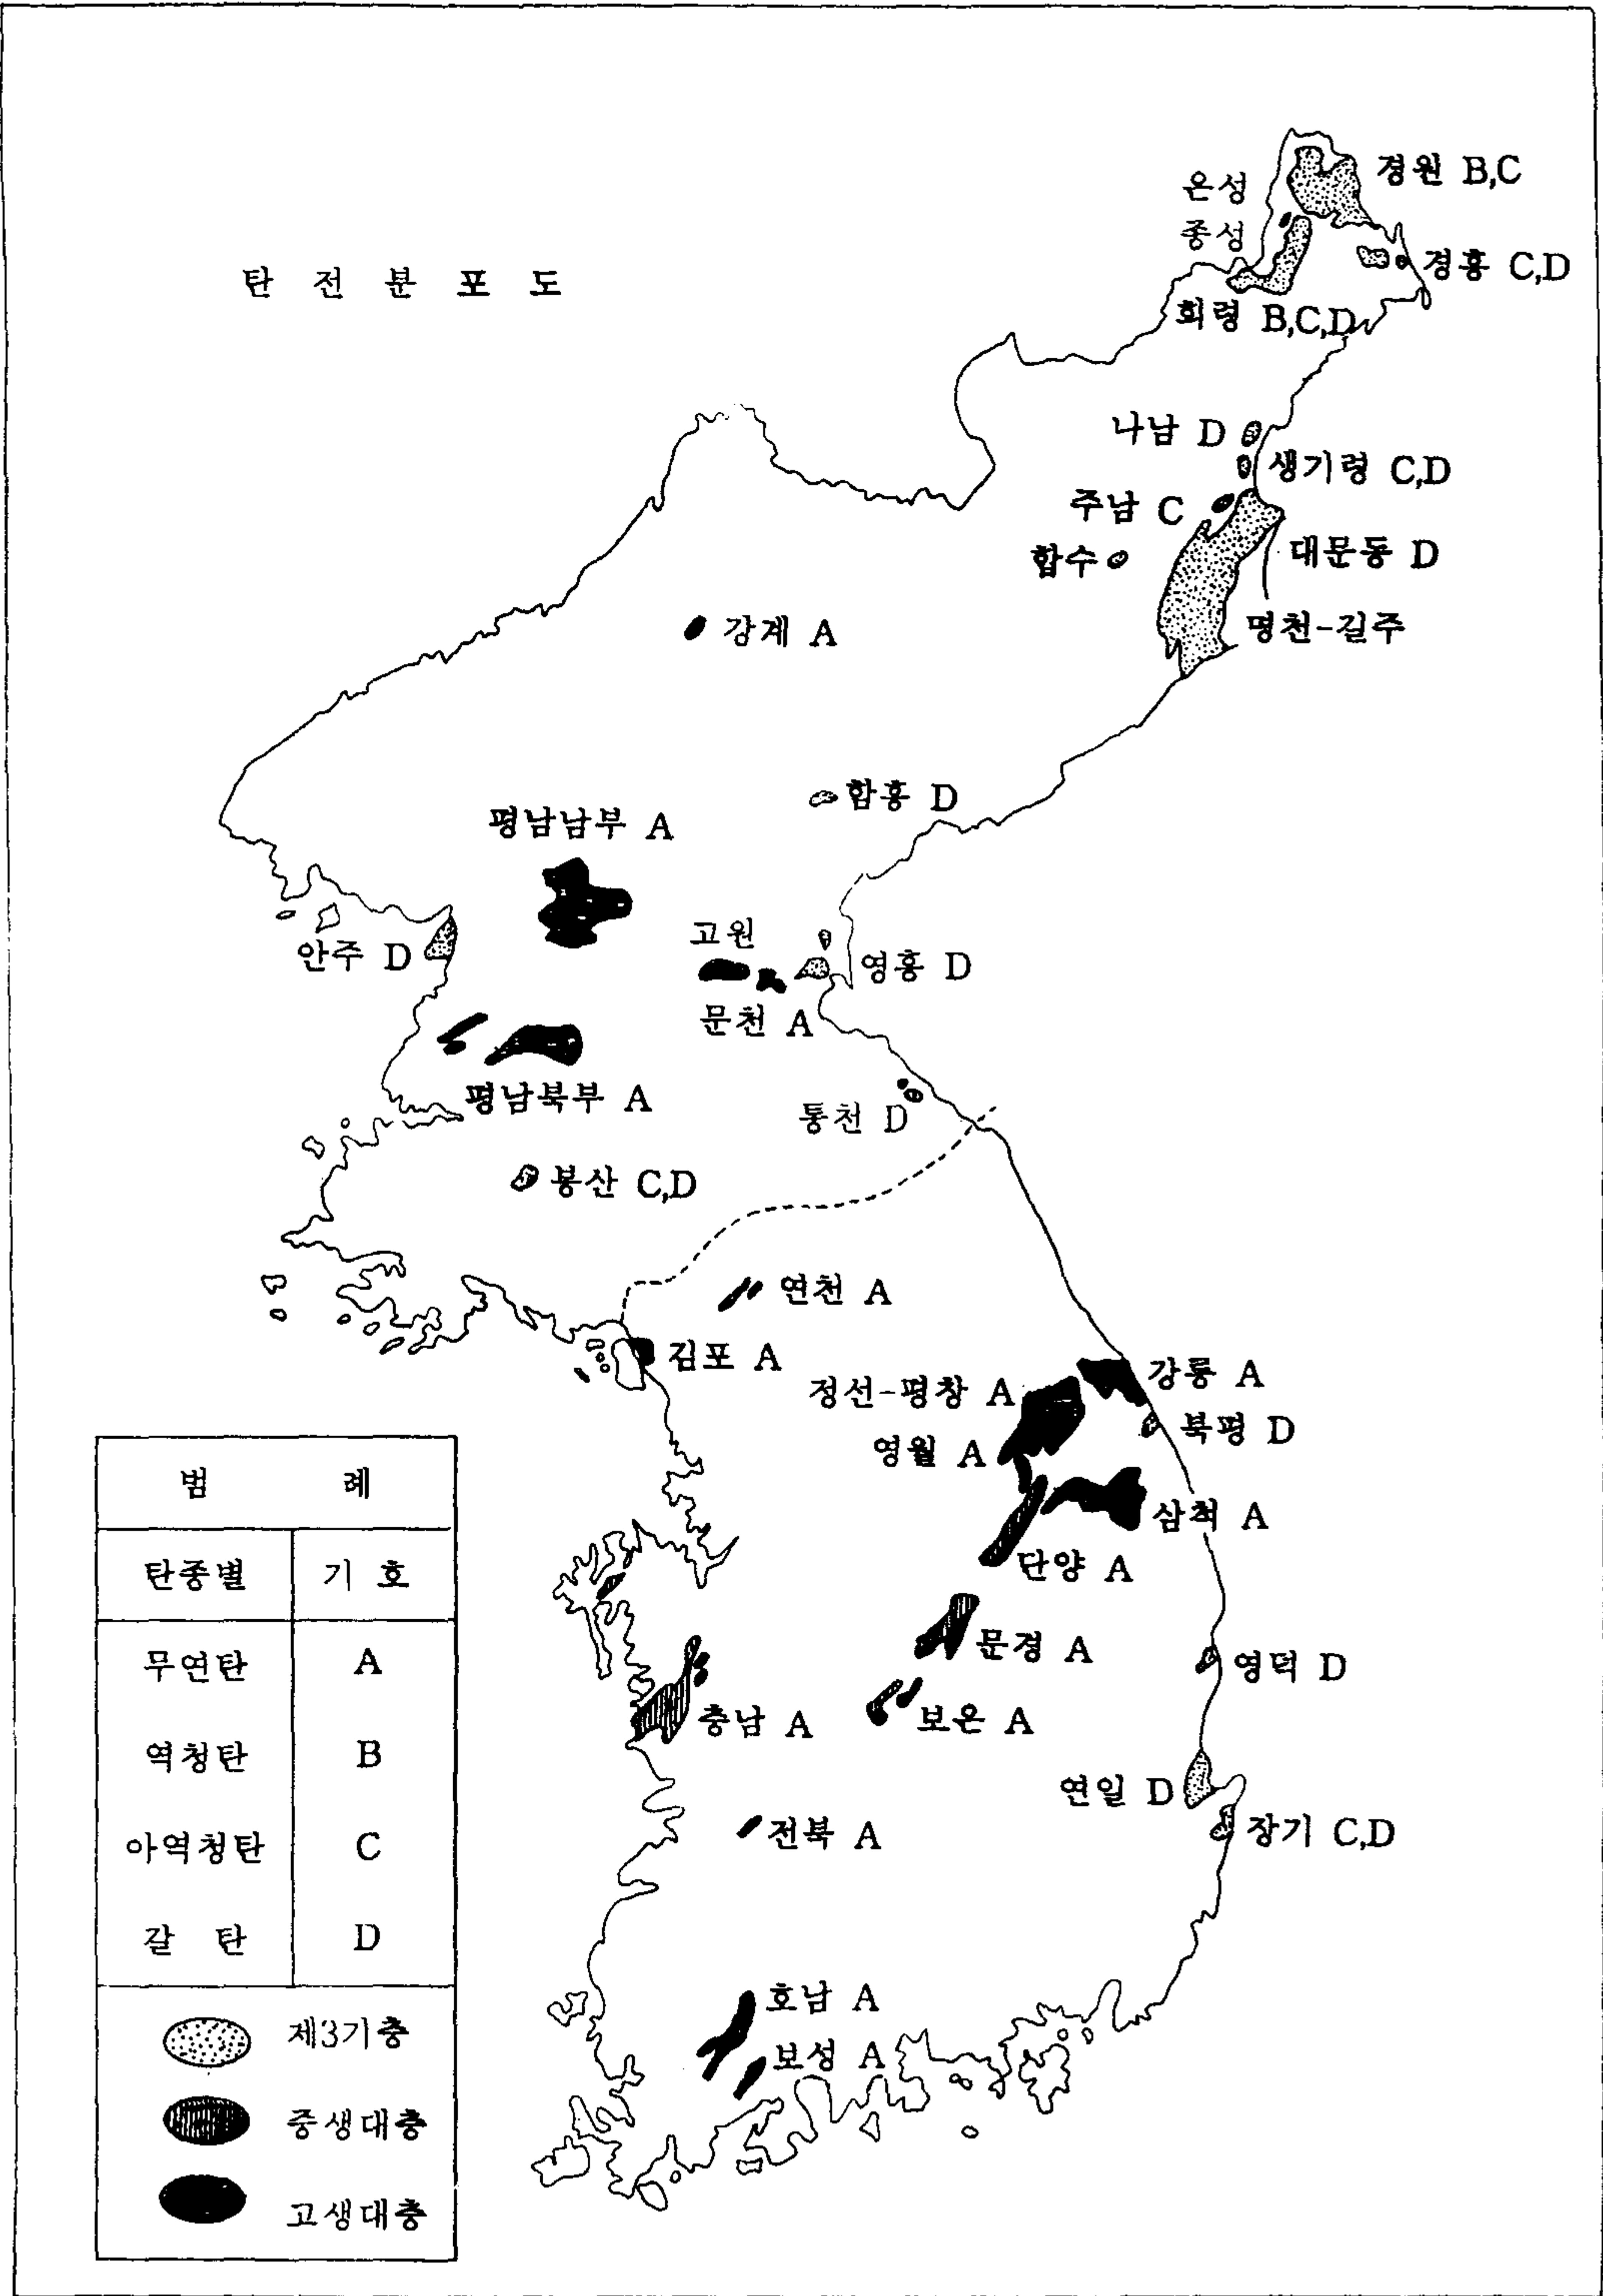 탄 전 분 포 도
경원 B,C
온성
종성
경흥 C,D
회령 B,C,D
나남 D
생기령 C,D
주남 C
합수
대문동 D
명천-길주
강계 A
함흥 D
평남남부 A
고원
안주 D
영흥 D
문천 A
평남북부 A
통천 D
봉산 C,D
연천 A
김포 A
강릉 A
정선-평창 A
북평 D
영월 A
삼척 A
단양 A
문경 A
영덕 D
충남 A
보은 A
연일 D
장기 C,D
전북 A
호남 A
보성 A
범 례
탄종별 기 호
무연탄 A
역청탄 B
아역청탄 C
갈 탄 D
제3기층
중생대층
고생대층